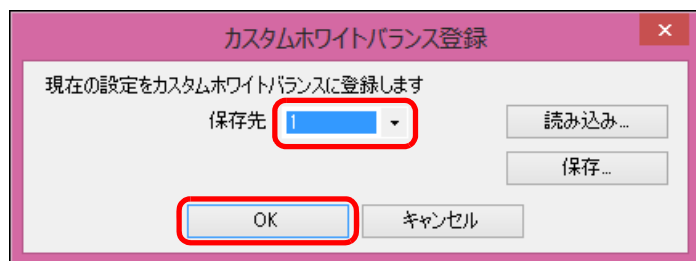 カスタムホワイトバランス登録
現在の設定をカスタムホワイトバランスに登録します
保存先 1 読み込み...
保存...
OK キャンセル